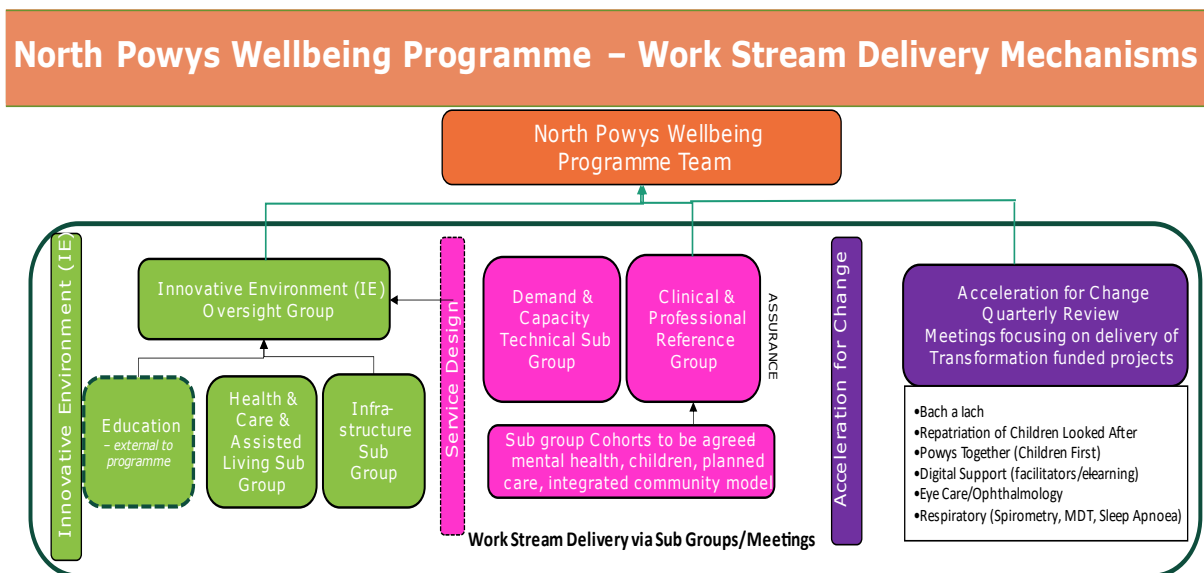 North Powys Wellbeing Programme – Work Stream Delivery Mechanisms
North Powys Wellbeing
Programme Team
Innovative Environment (IE)
Innovative Environment (IE)
Oversight Group
Education
– external to
programme
Health &
Care &
Assisted
Living Sub
Group
Infra-
structure
Sub
Group
Service Design
Demand &
Capacity
Technical Sub
Group
Clinical &
Professional
Reference
Group
ASSURANCE
Sub group Cohorts to be agreed-
mental health, children, planned
care, integrated community model
Work Stream Delivery via Sub Groups/Meetings
Acceleration for Change
Acceleration for Change
Quarterly Review
Meetings focusing on delivery of
Transformation funded projects
•Bach a lach
•Repatriation of Children Looked After
•Powys Together (Children First)
•Digital Support (facilitators/elearning)
•Eye Care/Ophthalmology
•Respiratory (Spirometry, MDT, Sleep Apnoea)